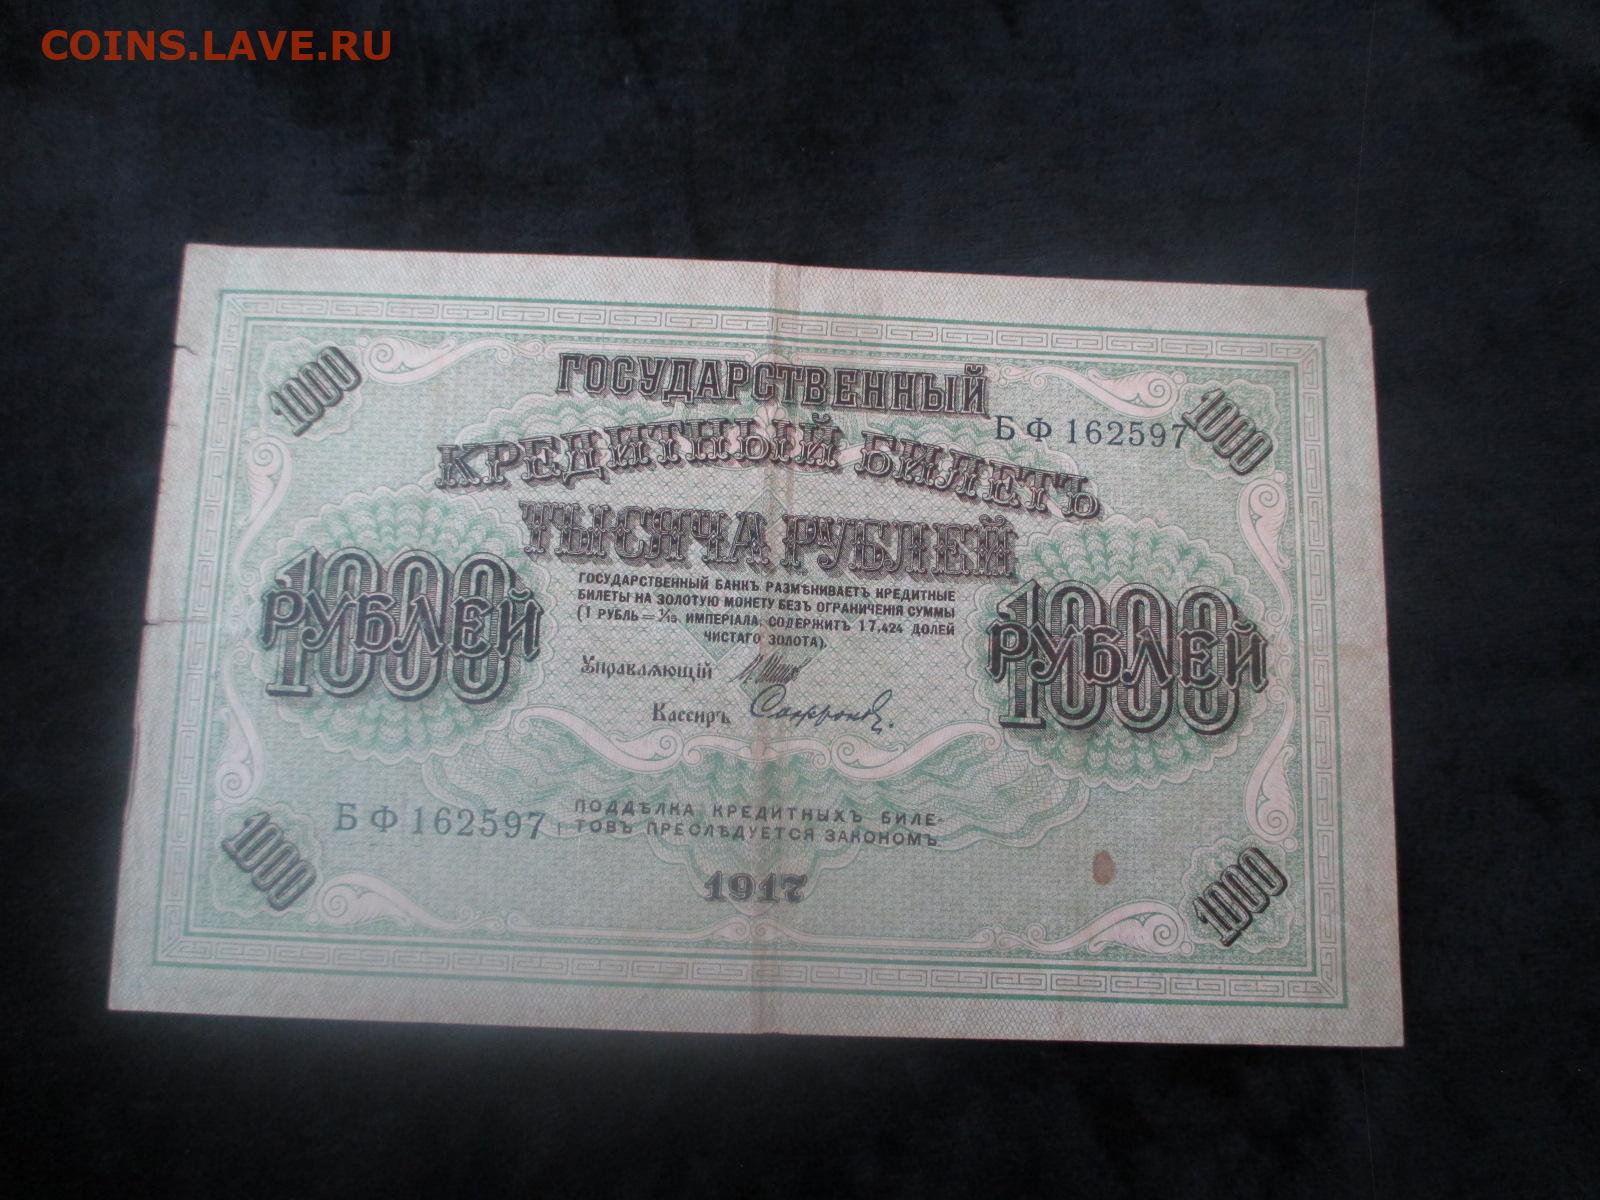 COINS.LAVE.RU
1000
ГОСУДАРСТВЕННЫЙ
1000
БФ 162597
КРЕДИТНЫЙ БИЛЕТЪ
ТЫСЯЧА РУБЛЕЙ
1000
РУБЛЕЙ
ГОСУДАРСТВЕННЫЙ БАНКЪ РАЗМѢНИВАЕТЪ КРЕДИТНЫЕ
БИЛЕТЫ НА ЗОЛОТУЮ МОНЕТУ БЕЗЪ ОГРАНИЧЕНІЯ СУММЫ
(1 РУБЛЬ = 1/15 ИМПЕРІАЛА, СОДЕРЖИТЪ 17,424 ДОЛЕЙ
ЧИСТАГО ЗОЛОТА).
1000
РУБЛЕЙ
Управляющій
Кассиръ
БФ 162597
ПОДДѢЛКА КРЕДИТНЫХЪ БИЛЕ-
ТОВЪ ПРЕСЛѢДУЕТСЯ ЗАКОНОМЪ.
1000
1917
1000